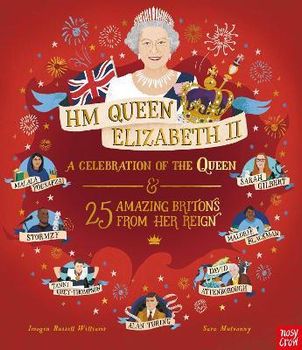 HM QUEEN
ELIZABETH II
A CELEBRATION OF THE QUEEN
&
25 AMAZING BRITONS
FROM HER REIGN
MALALA
YOUSAFZAI
SARAH
GILBERT
STORMZY
MALORIE
BLACKMAN
TANNI
GREY-THOMPSON
DAVID
ATTENBOROUGH
ALAN TURING
Imogen Russell Williams
Sara Mulvanny
nosy
crow